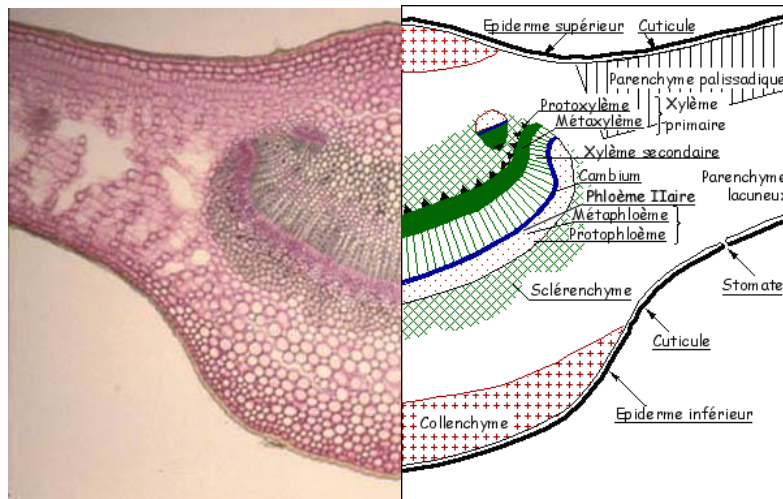 Epiderme supérieur
Cuticule
Parenchyme palissadique
Protoxylème
Métaxylème
Xylème
primaire
Xylème secondaire
Cambium
Parenchyme
lacuneux
Phloème IIaire
Métaphloème
Protophloème
Sclérenchyme
Stomate
Cuticule
Epiderme inférieur
Collenchyme